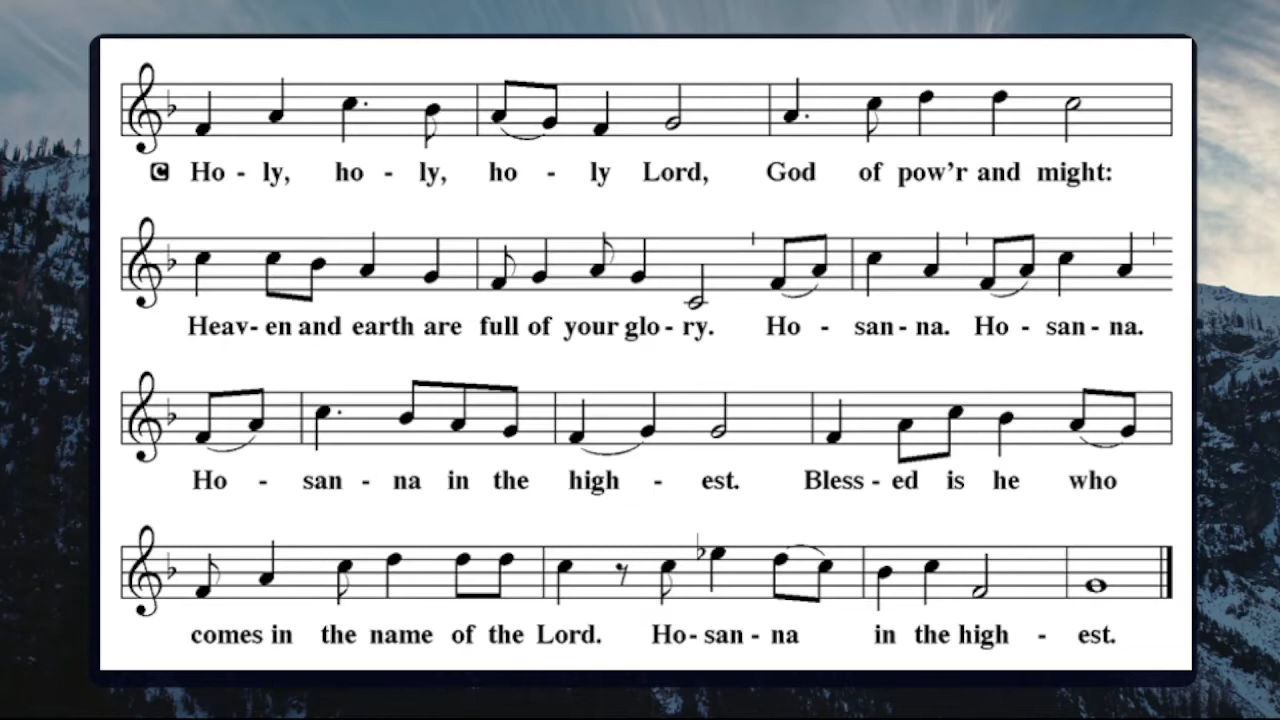 C Ho - ly, ho - ly, ho - ly Lord, God of pow’r and might:
Heav- en and earth are full of your glo - ry. Ho - san - na. Ho - san - na.
Ho - san - na in the high - est. Bless - ed is he who
comes in the name of the Lord. Ho- san - na in the high - est.